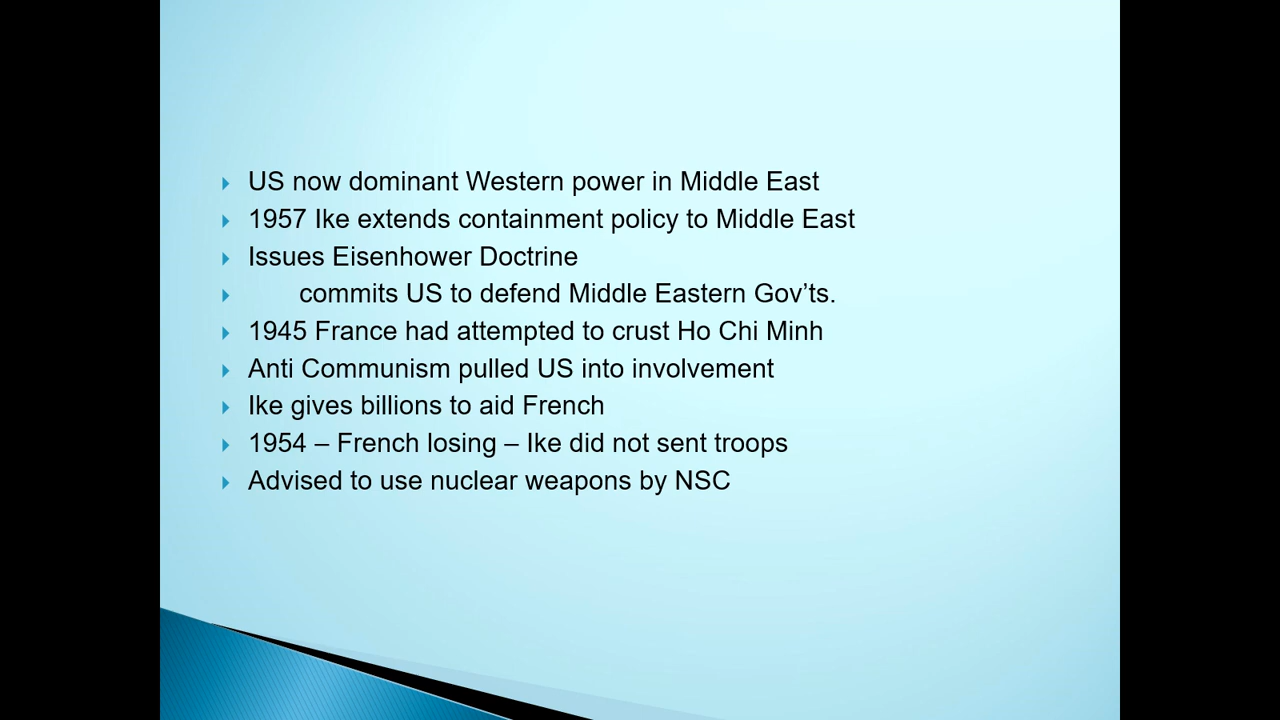 US now dominant Western power in Middle East
1957 Ike extends containment policy to Middle East
Issues Eisenhower Doctrine
commits US to defend Middle Eastern Gov’ts.
1945 France had attempted to crust Ho Chi Minh
Anti Communism pulled US into involvement
Ike gives billions to aid French
1954 – French losing – Ike did not sent troops
Advised to use nuclear weapons by NSC